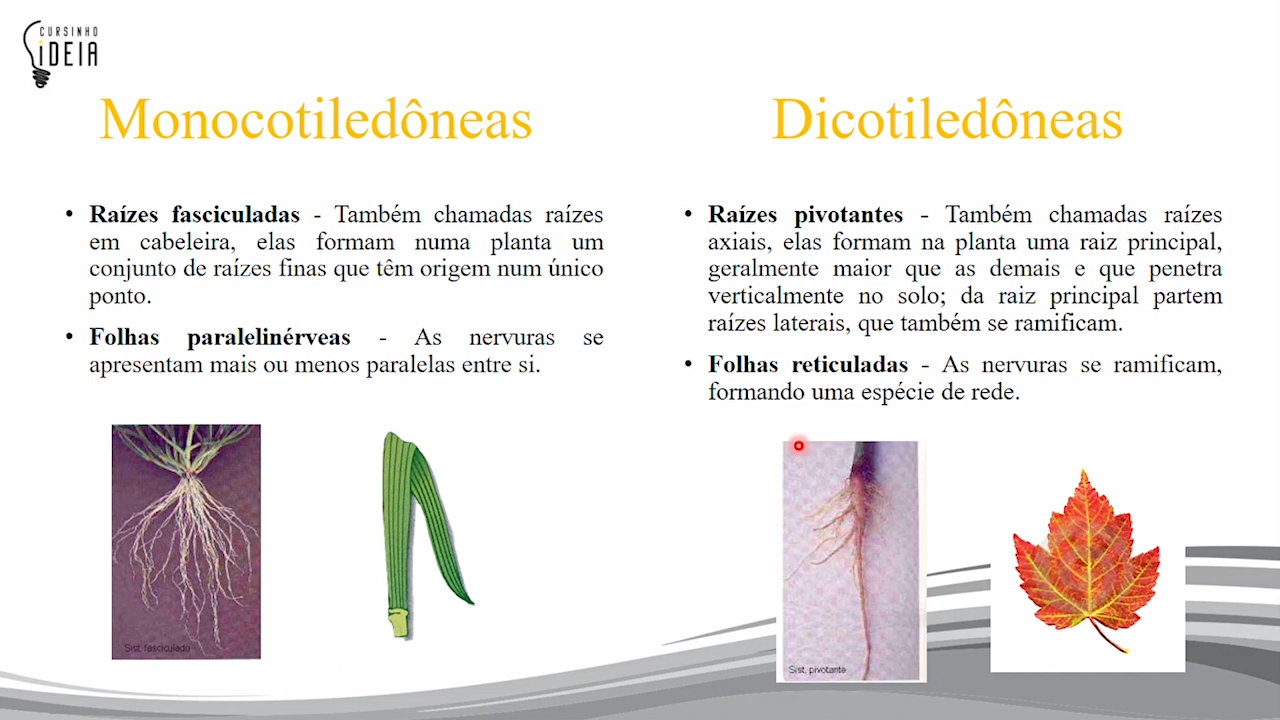 CURSINHO
iDEIA
Monocotiledôneas
• Raízes fasciculadas - Também chamadas raízes
em cabeleira, elas formam numa planta um
conjunto de raízes finas que têm origem num único
ponto.
• Folhas paralelinérveas - As nervuras se
apresentam mais ou menos paralelas entre si.
Sist. fasciculado
Dicotiledôneas
• Raízes pivotantes - Também chamadas raízes
axiais, elas formam na planta uma raiz principal,
geralmente maior que as demais e que penetra
verticalmente no solo; da raiz principal partem
raízes laterais, que também se ramificam.
• Folhas reticuladas - As nervuras se ramificam,
formando uma espécie de rede.
Sist. pivotante